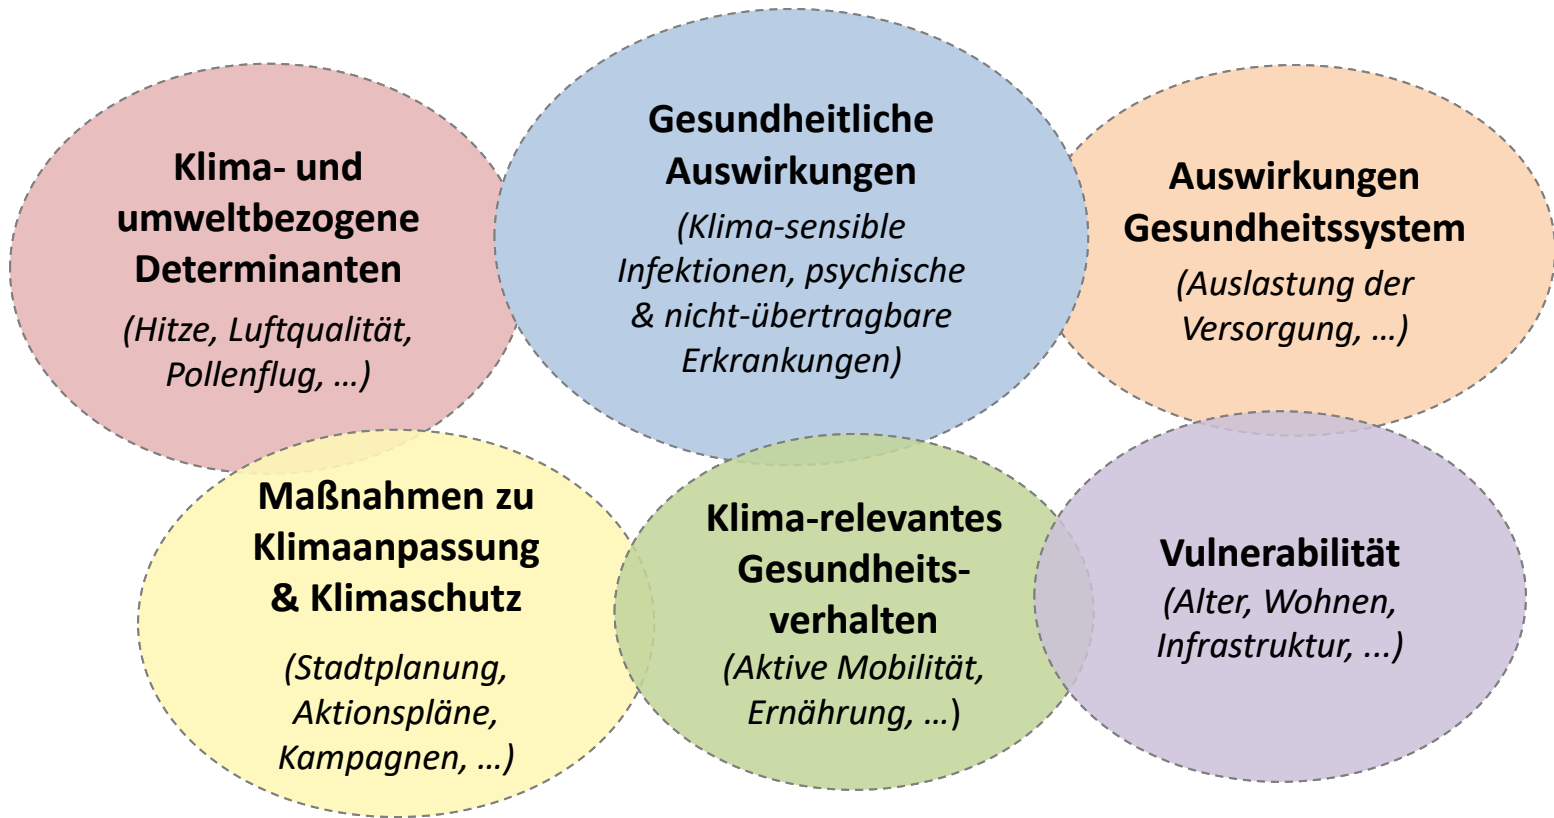 Klima- und
umweltbezogene
Determinanten
(Hitze, Luftqualität,
Pollenflug, …)
Gesundheitliche
Auswirkungen
(Klima-sensible
Infektionen, psychische
& nicht-übertragbare
Erkrankungen)
Auswirkungen
Gesundheitssystem
(Auslastung der
Versorgung, …)
Maßnahmen zu
Klimaanpassung
& Klimaschutz
(Stadtplanung,
Aktionspläne,
Kampagnen, …)
Klima-relevantes
Gesundheits-
verhalten
(Aktive Mobilität,
Ernährung, …)
Vulnerabilität
(Alter, Wohnen,
Infrastruktur, ...)